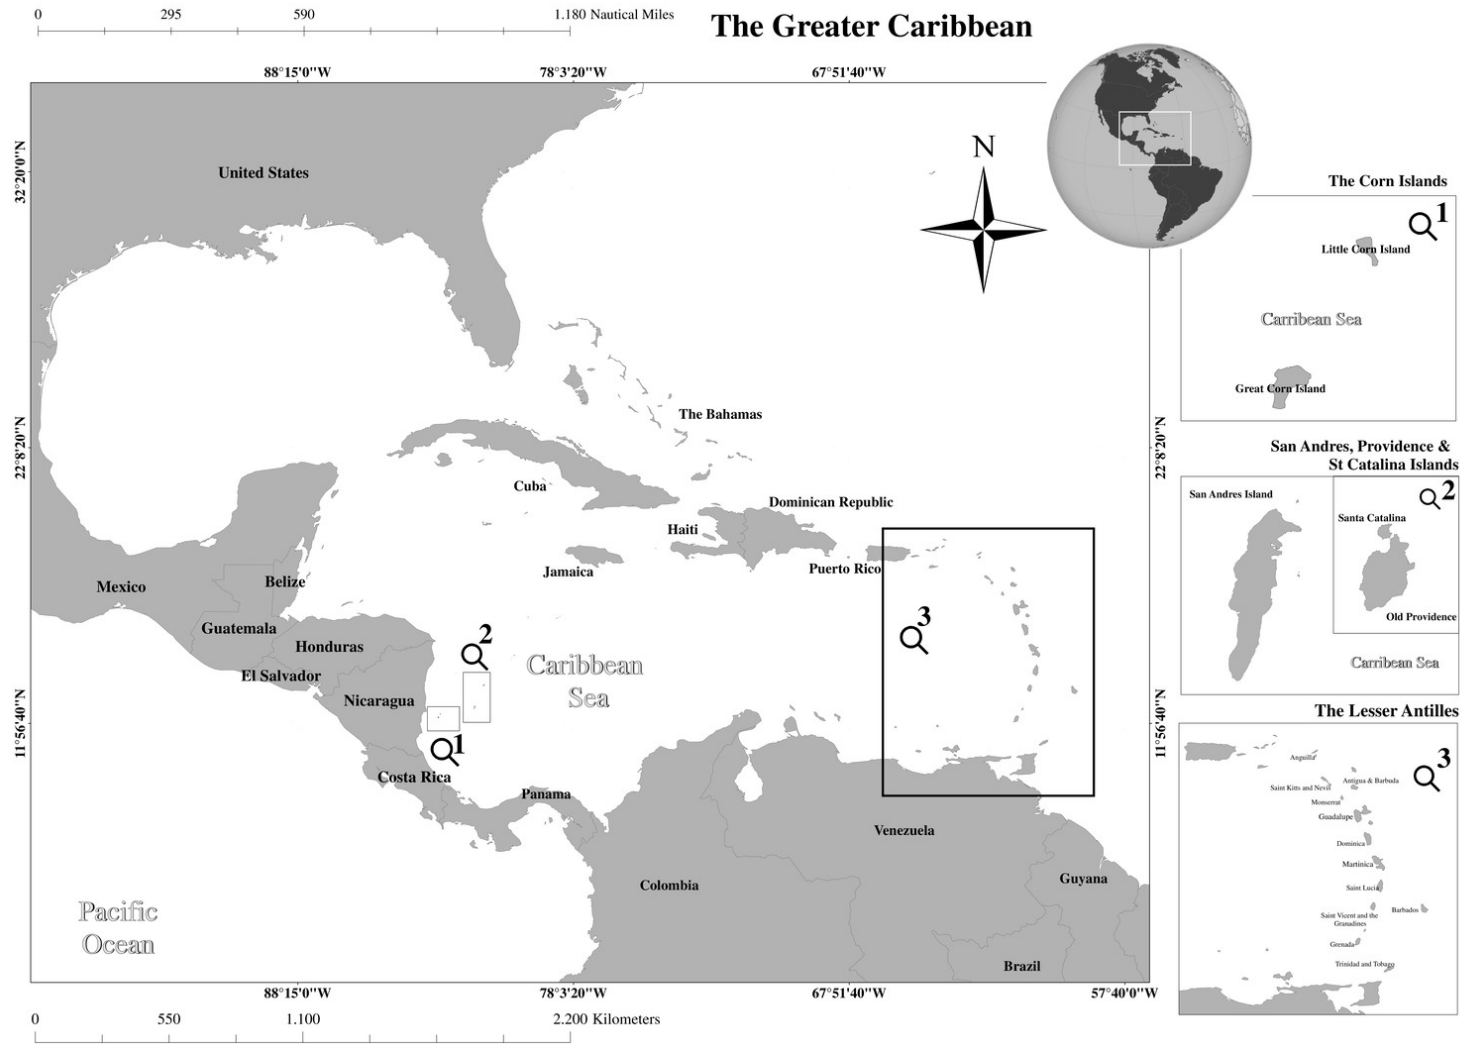 0 295 590 1.180 Nautical Miles
The Greater Caribbean
88°15'0"W 78°3'20"W 67°51'40"W
32°20'0"N
United States
N
The Corn Islands
1
Little Corn Island
Carribean Sea
Great Corn Island
The Bahamas
22°8'20"N
22°8'20"N
San Andres, Providence &
St Catalina Islands
San Andres Island
2
Santa Catalina
Old Providence
Carribean Sea
Cuba
Dominican Republic
Haiti
Jamaica
Puerto Rico
Mexico
Belize
Guatemala
Honduras
El Salvador
Nicaragua
2
3
Caribbean
Sea
11°56'40"N
11°56'40"N
1
Costa Rica
Panama
Venezuela
Colombia
Guyana
Brazil
Pacific
Ocean
The Lesser Antilles
3
Anguilla
Antigua & Barbuda
Saint Kitts and Nevis
Monserrat
Guadalupe
Dominica
Martinica
Saint Lucia
Barbados
Saint Vicent and the
Granadines
Grenada
Trinidad and Tobago
88°15'0"W 78°3'20"W 67°51'40"W 57°40'0"W
0 550 1.100 2.200 Kilometers